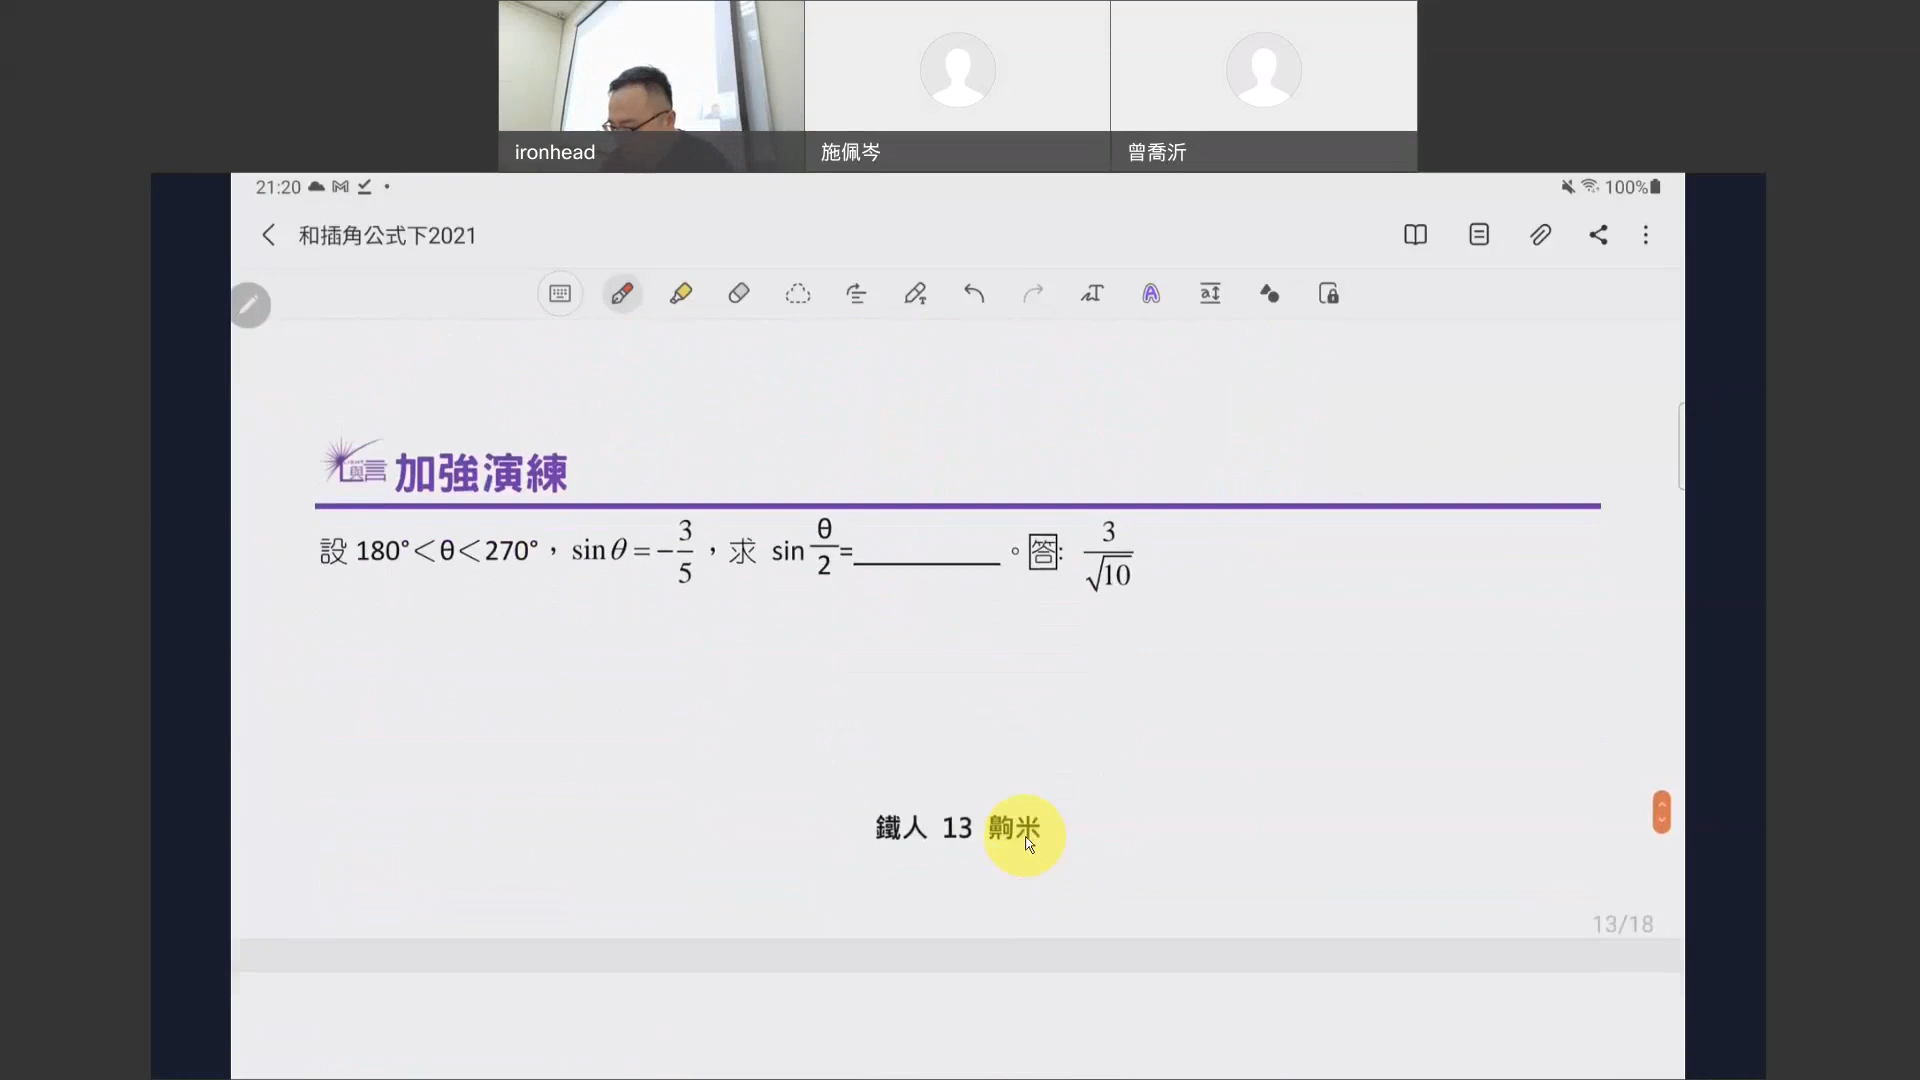 ironhead
施佩岑
曾喬沂
21:20
100%
和插角公式下2021
加強演練
設 180°＜θ＜270°，sinθ=-3/5，求 sin θ/2=________。答: 3/√10
鐵人 13 齁米
13/18